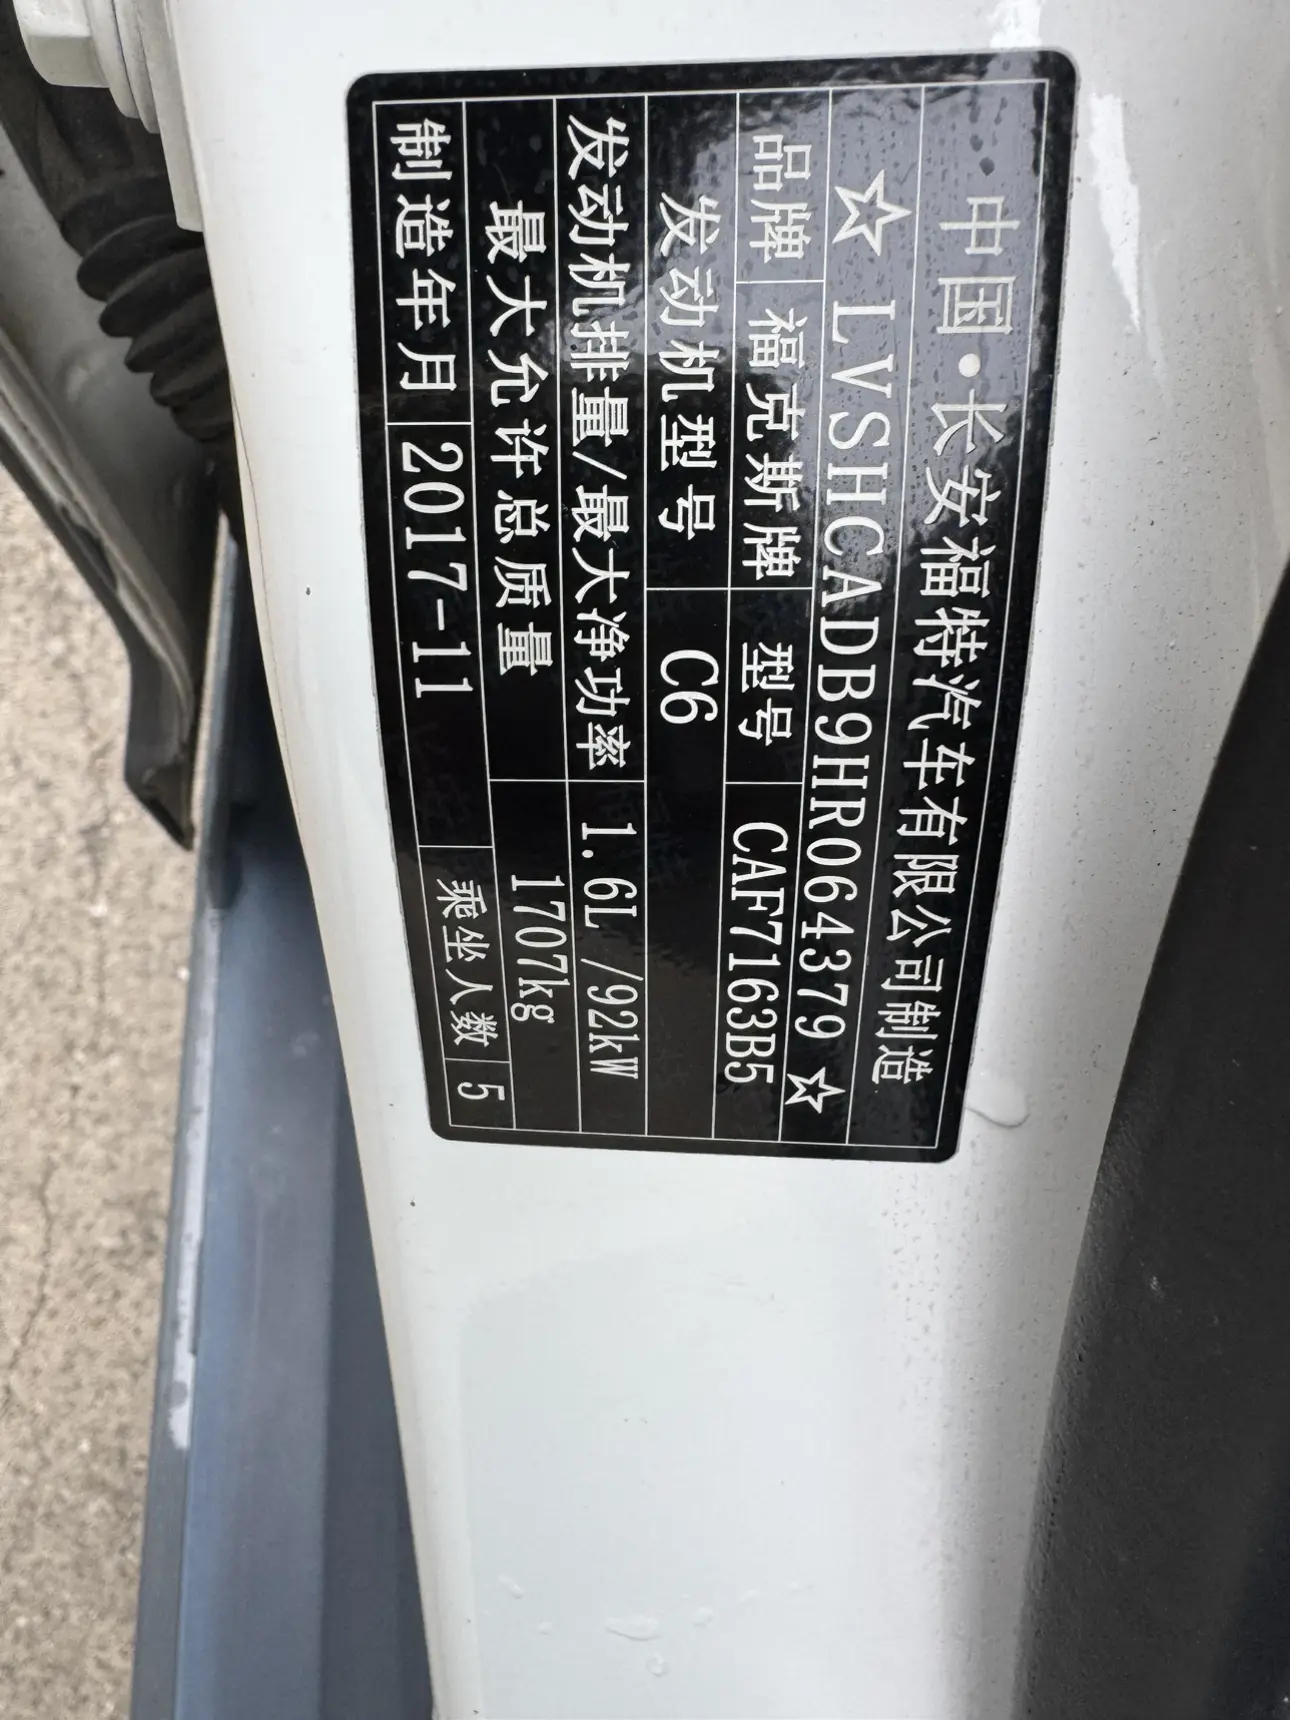 中国·长安福特汽车有限公司制造
☆ LVSHCADB9HR064379 ☆
品牌 福克斯牌 型号 CAF7163B5
发动机型号 C6
发动机排量/最大净功率 1.6L /92kW
最大允许总质量 1707kg
制造年月 2017-11 乘坐人数 5